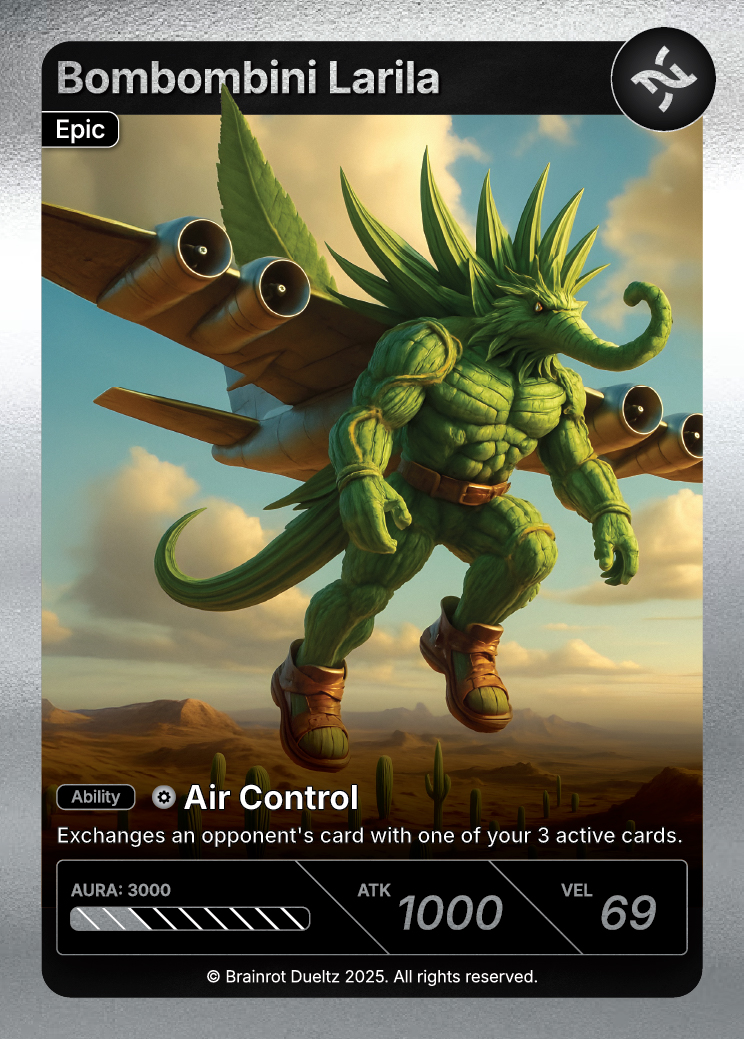 Bombombini Larila
Epic
Ability Air Control
Exchanges an opponent's card with one of your 3 active cards.
AURA: 3000
ATK 1000
VEL 69
© Brainrot Dueltz 2025. All rights reserved.